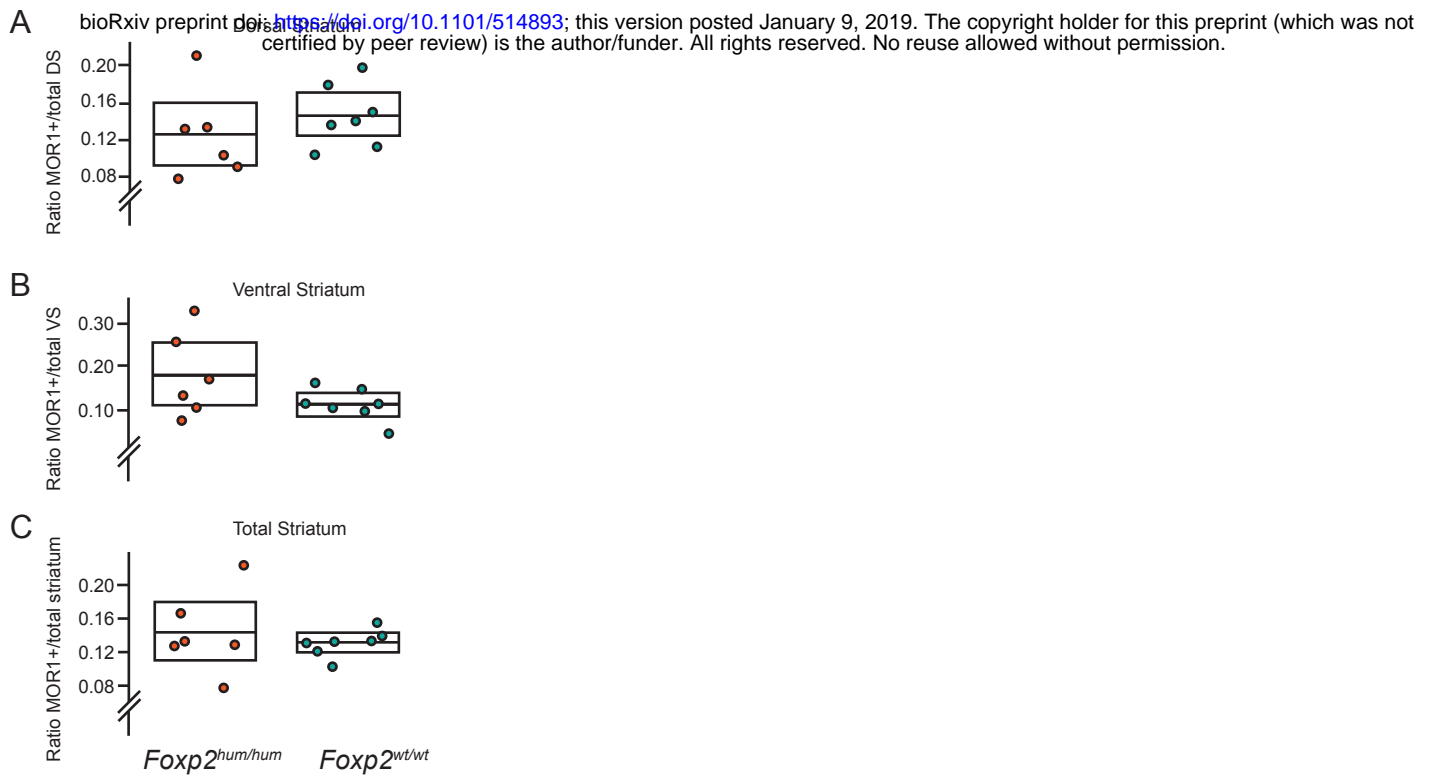 bioRxiv preprint doi: https://doi.org/10.1101/514893; this version posted January 9, 2019. The copyright holder for this preprint (which was not
certified by peer review) is the author/funder. All rights reserved. No reuse allowed without permission.
A
Dorsal Striatum
Ratio MOR1+/total DS
0.20
0.16
0.12
0.08
B
Ventral Striatum
Ratio MOR1+/total VS
0.30
0.20
0.10
C
Total Striatum
Ratio MOR1+/total striatum
0.20
0.16
0.12
0.08
Foxp2hum/hum
Foxp2wt/wt